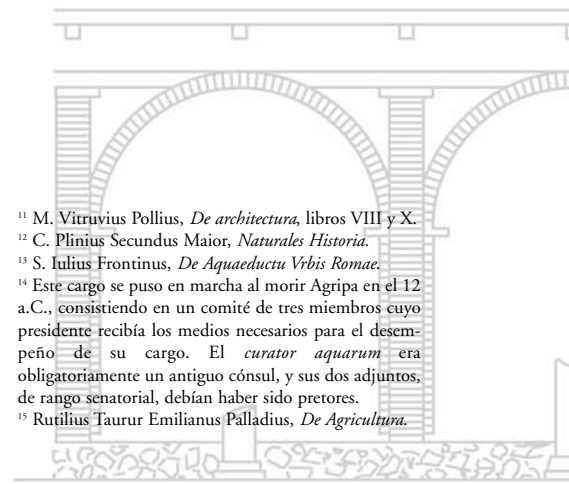 ¹¹ M. Vitruvius Pollius, De architectura, libros VIII y X.
¹² C. Plinius Secundus Maior, Naturales Historia.
¹³ S. Iulius Frontinus, De Aquaeductu Vrbis Romae.
¹⁴ Este cargo se puso en marcha al morir Agripa en el 12
a.C., consistiendo en un comité de tres miembros cuyo
presidente recibía los medios necesarios para el desem-
peño de su cargo. El curator aquarum era
obligatoriamente un antiguo cónsul, y sus dos adjuntos,
de rango senatorial, debían haber sido pretores.
¹⁵ Rutilius Taurur Emilianus Palladius, De Agricultura.